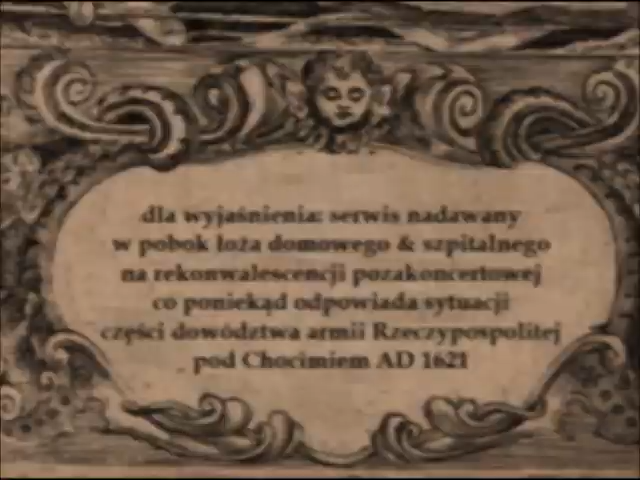 dla wyjaśnienia: serwis nadawany
w pobok łoża domowego & szpitalnego
na rekonwalescencji pozakoncertowej
co poniekąd odpowiada sytuacji
części dowództwa armii Rzeczypospolitej
pod Chocimiem AD 1621